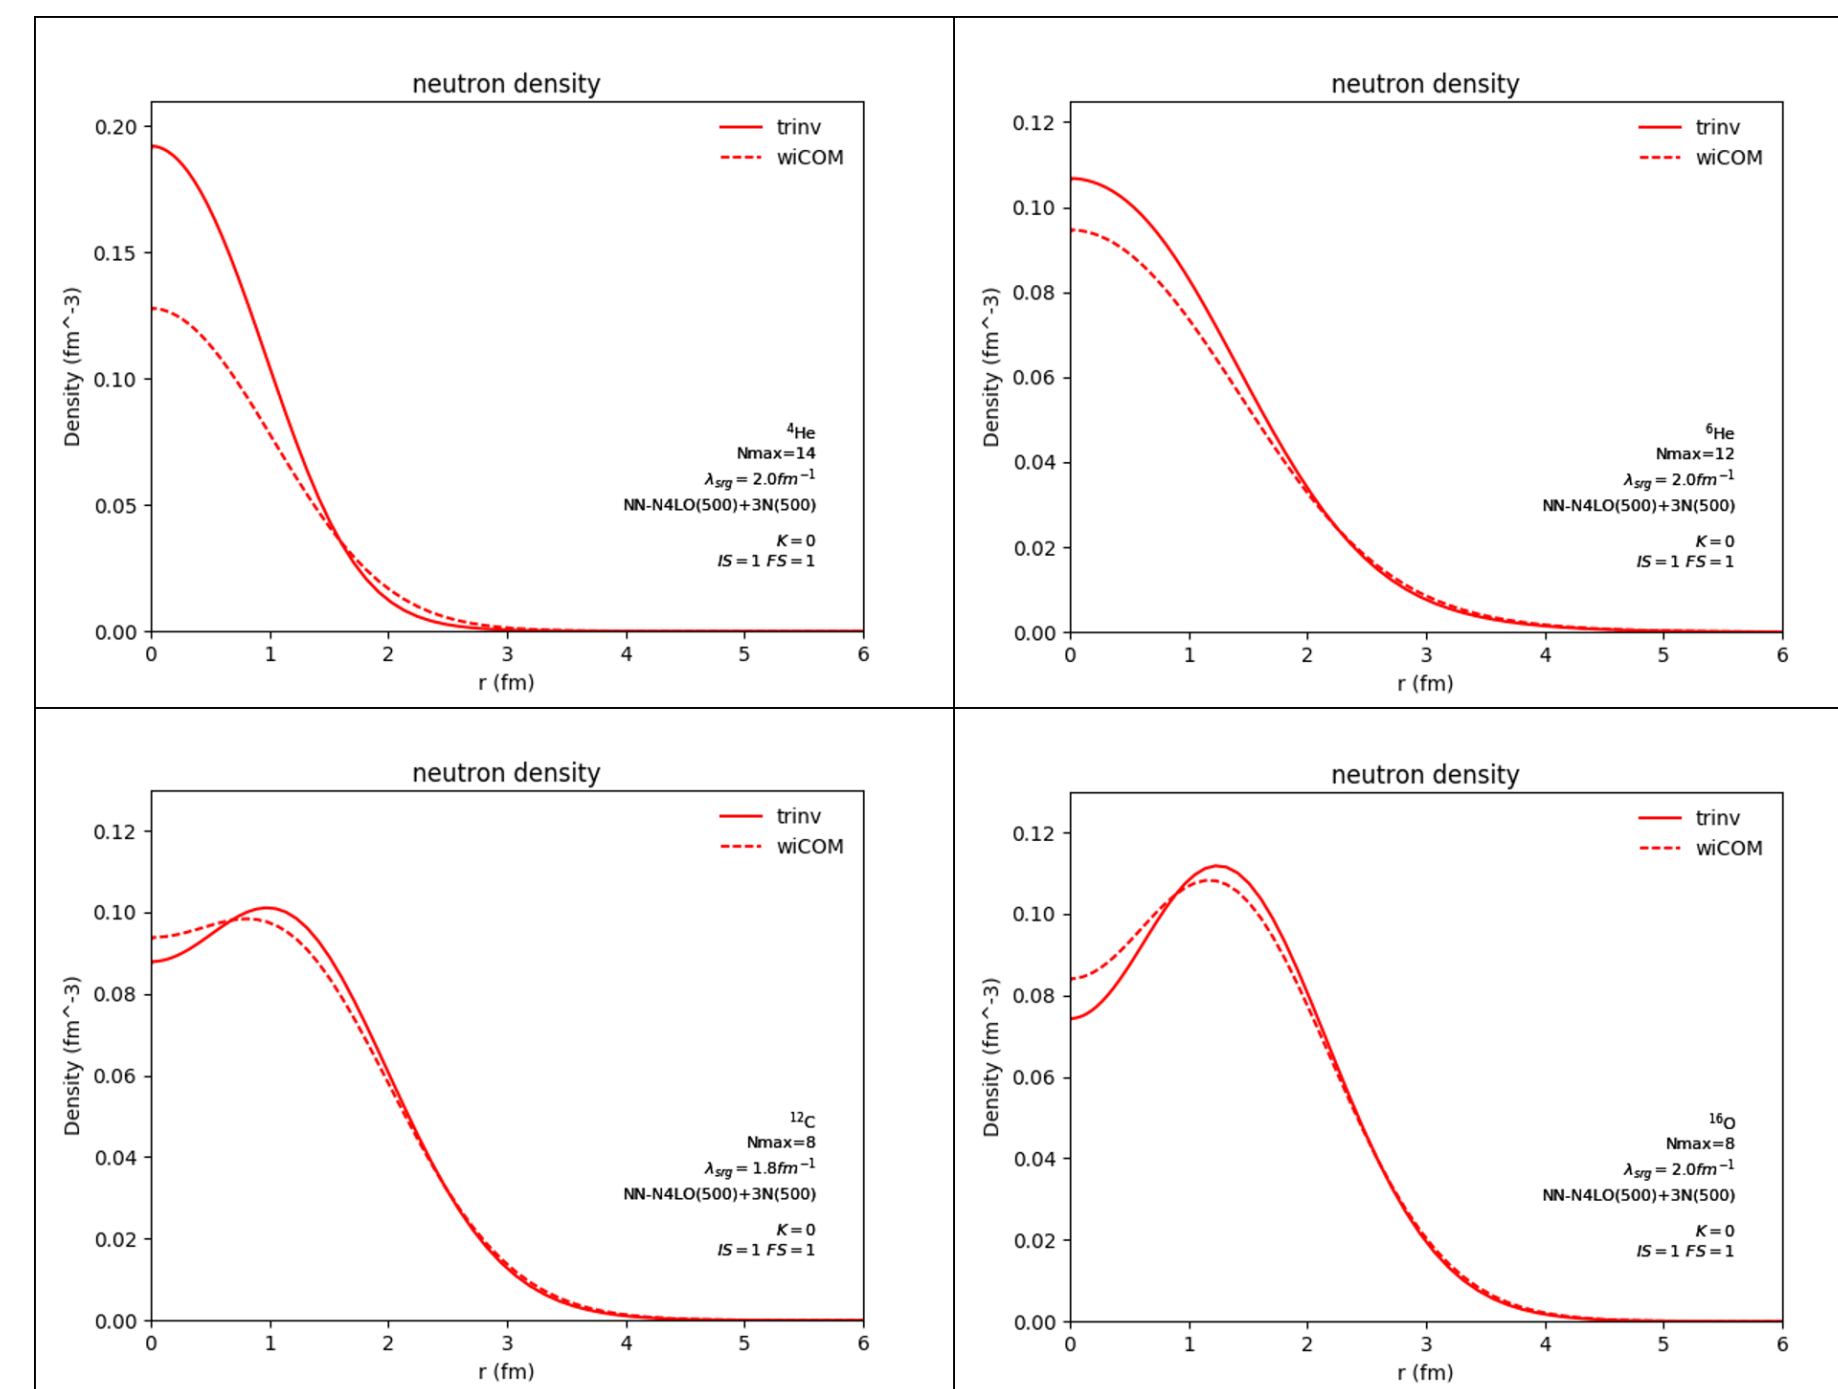 neutron density
trinv
wiCOM
0.20
0.15
0.10
0.05
0.00
Density (fm^-3)
⁴He
Nmax=14
λsrg = 2.0fm⁻¹
NN-N4LO(500)+3N(500)
K = 0
IS = 1 FS = 1
0 1 2 3 4 5 6
r (fm)
neutron density
trinv
wiCOM
0.12
0.10
0.08
0.06
0.04
0.02
0.00
Density (fm^-3)
⁶He
Nmax=12
λsrg = 2.0fm⁻¹
NN-N4LO(500)+3N(500)
K = 0
IS = 1 FS = 1
0 1 2 3 4 5 6
r (fm)
neutron density
trinv
wiCOM
0.12
0.10
0.08
0.06
0.04
0.02
0.00
Density (fm^-3)
¹²C
Nmax=8
λsrg = 1.8fm⁻¹
NN-N4LO(500)+3N(500)
K = 0
IS = 1 FS = 1
0 1 2 3 4 5 6
r (fm)
neutron density
trinv
wiCOM
0.12
0.10
0.08
0.06
0.04
0.02
0.00
Density (fm^-3)
¹⁶O
Nmax=8
λsrg = 2.0fm⁻¹
NN-N4LO(500)+3N(500)
K = 0
IS = 1 FS = 1
0 1 2 3 4 5 6
r (fm)